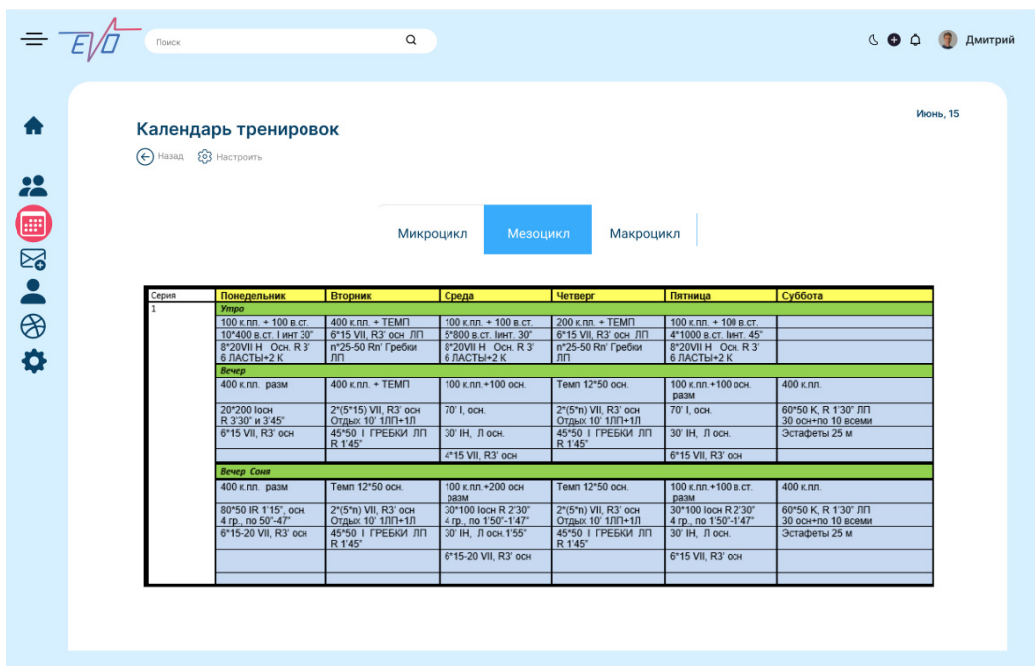 EVO
Поиск
Дмитрий
Июнь, 15
Календарь тренировок
Назад Настроить
Микроцикл Мезоцикл Макроцикл
Серия Понедельник Вторник Среда Четверг Пятница Суббота
1 Утро
100 к.пл. + 100 в.ст. 400 к.пл. + ТЕМП 100 к.пл. + 100 в.ст. 200 к.пл. + ТЕМП 100 к.пл. + 100 в.ст.
10*400 в.ст. I инт 30" 6*15 VII, R3' осн ЛП 5*800 в.ст. Iинт. 30" 6*15 VII, R3' осн ЛП 4*1000 в.ст. Iинт. 45"
8*20VII Н Осн. R 3' n*25-50 Rn' Гребки 8*20VII Н Осн. R 3' n*25-50 Rn' Гребки 8*20VII Н Осн. R 3'
6 ЛАСТЫ+2 К ЛП 6 ЛАСТЫ+2 К ЛП 6 ЛАСТЫ+2 К
Вечер
400 к.пл. разм 400 к.пл. + ТЕМП 100 к.пл.+100 осн. Темп 12*50 осн. 100 к.пл.+100 осн. 400 к.пл.
разм
20*200 Iосн 2*(5*15) VII, R3' осн 70' I, осн. 2*(5*n) VII, R3' осн 70' I, осн. 60*50 К, R 1'30" ЛП
R 3'30" и 3'45" Отдых 10' 1ЛП+1Л Отдых 10' 1ЛП+1Л 30 осн+по 10 всеми
6*15 VII, R3' осн 45*50 I ГРЕБКИ ЛП 30' IН, Л осн. 45*50 I ГРЕБКИ ЛП 30' IН, Л осн. Эстафеты 25 м
R 1'45" R 1'45"
4*15 VII, R3' осн 6*15 VII, R3' осн
Вечер Соня
400 к.пл. разм Темп 12*50 осн. 100 к.пл.+200 осн Темп 12*50 осн. 100 к.пл.+100 в.ст. 400 к.пл.
разм разм
80*50 IR 1'15", осн. 2*(5*n) VII, R3' осн 30*100 Iосн R 2'30" 2*(5*n) VII, R3' осн 30*100 Iосн R 2'30" 60*50 К, R 1'30" ЛП
4 гр., по 50"-47" Отдых 10' 1ЛП+1Л 4 гр., по 1'50"-1'47" Отдых 10' 1ЛП+1Л 4 гр., по 1'50"-1'47" 30 осн+по 10 всеми
6*15-20 VII, R3' осн 45*50 I ГРЕБКИ ЛП 30' IН, Л осн.1'55" 45*50 I ГРЕБКИ ЛП 30' IН, Л осн. Эстафеты 25 м
R 1'45" R 1'45"
6*15-20 VII, R3' осн 6*15 VII, R3' осн